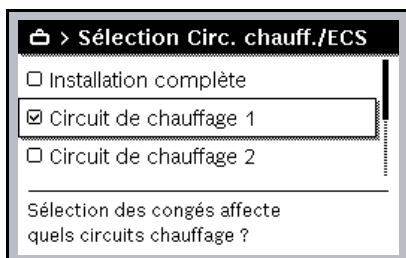 > Sélection Circ. chauff./ECS
Installation complète
Circuit de chauffage 1
Circuit de chauffage 2
Sélection des congés affecte
quels circuits chauffage ?